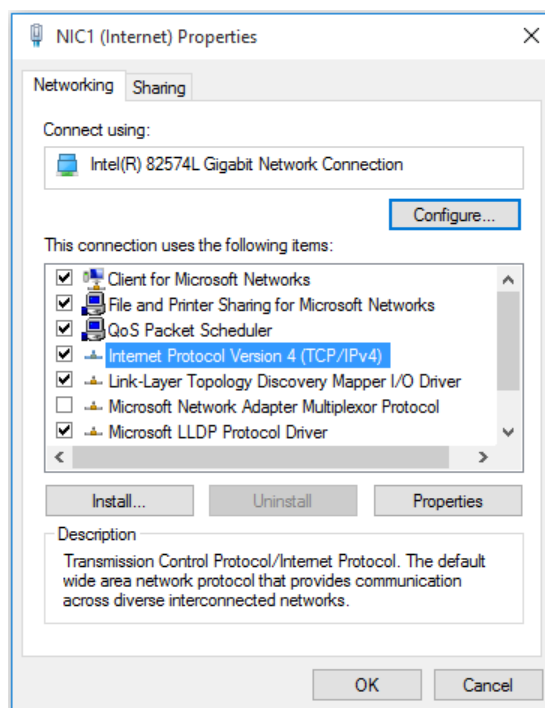 NIC1 (Internet) Properties
Networking
Sharing
Connect using:
Intel(R) 82574L Gigabit Network Connection
Configure...
This connection uses the following items:
Client for Microsoft Networks
File and Printer Sharing for Microsoft Networks
QoS Packet Scheduler
Internet Protocol Version 4 (TCP/IPv4)
Link-Layer Topology Discovery Mapper I/O Driver
Microsoft Network Adapter Multiplexor Protocol
Microsoft LLDP Protocol Driver
Install...
Uninstall
Properties
Description
Transmission Control Protocol/Internet Protocol. The default
wide area network protocol that provides communication
across diverse interconnected networks.
OK
Cancel